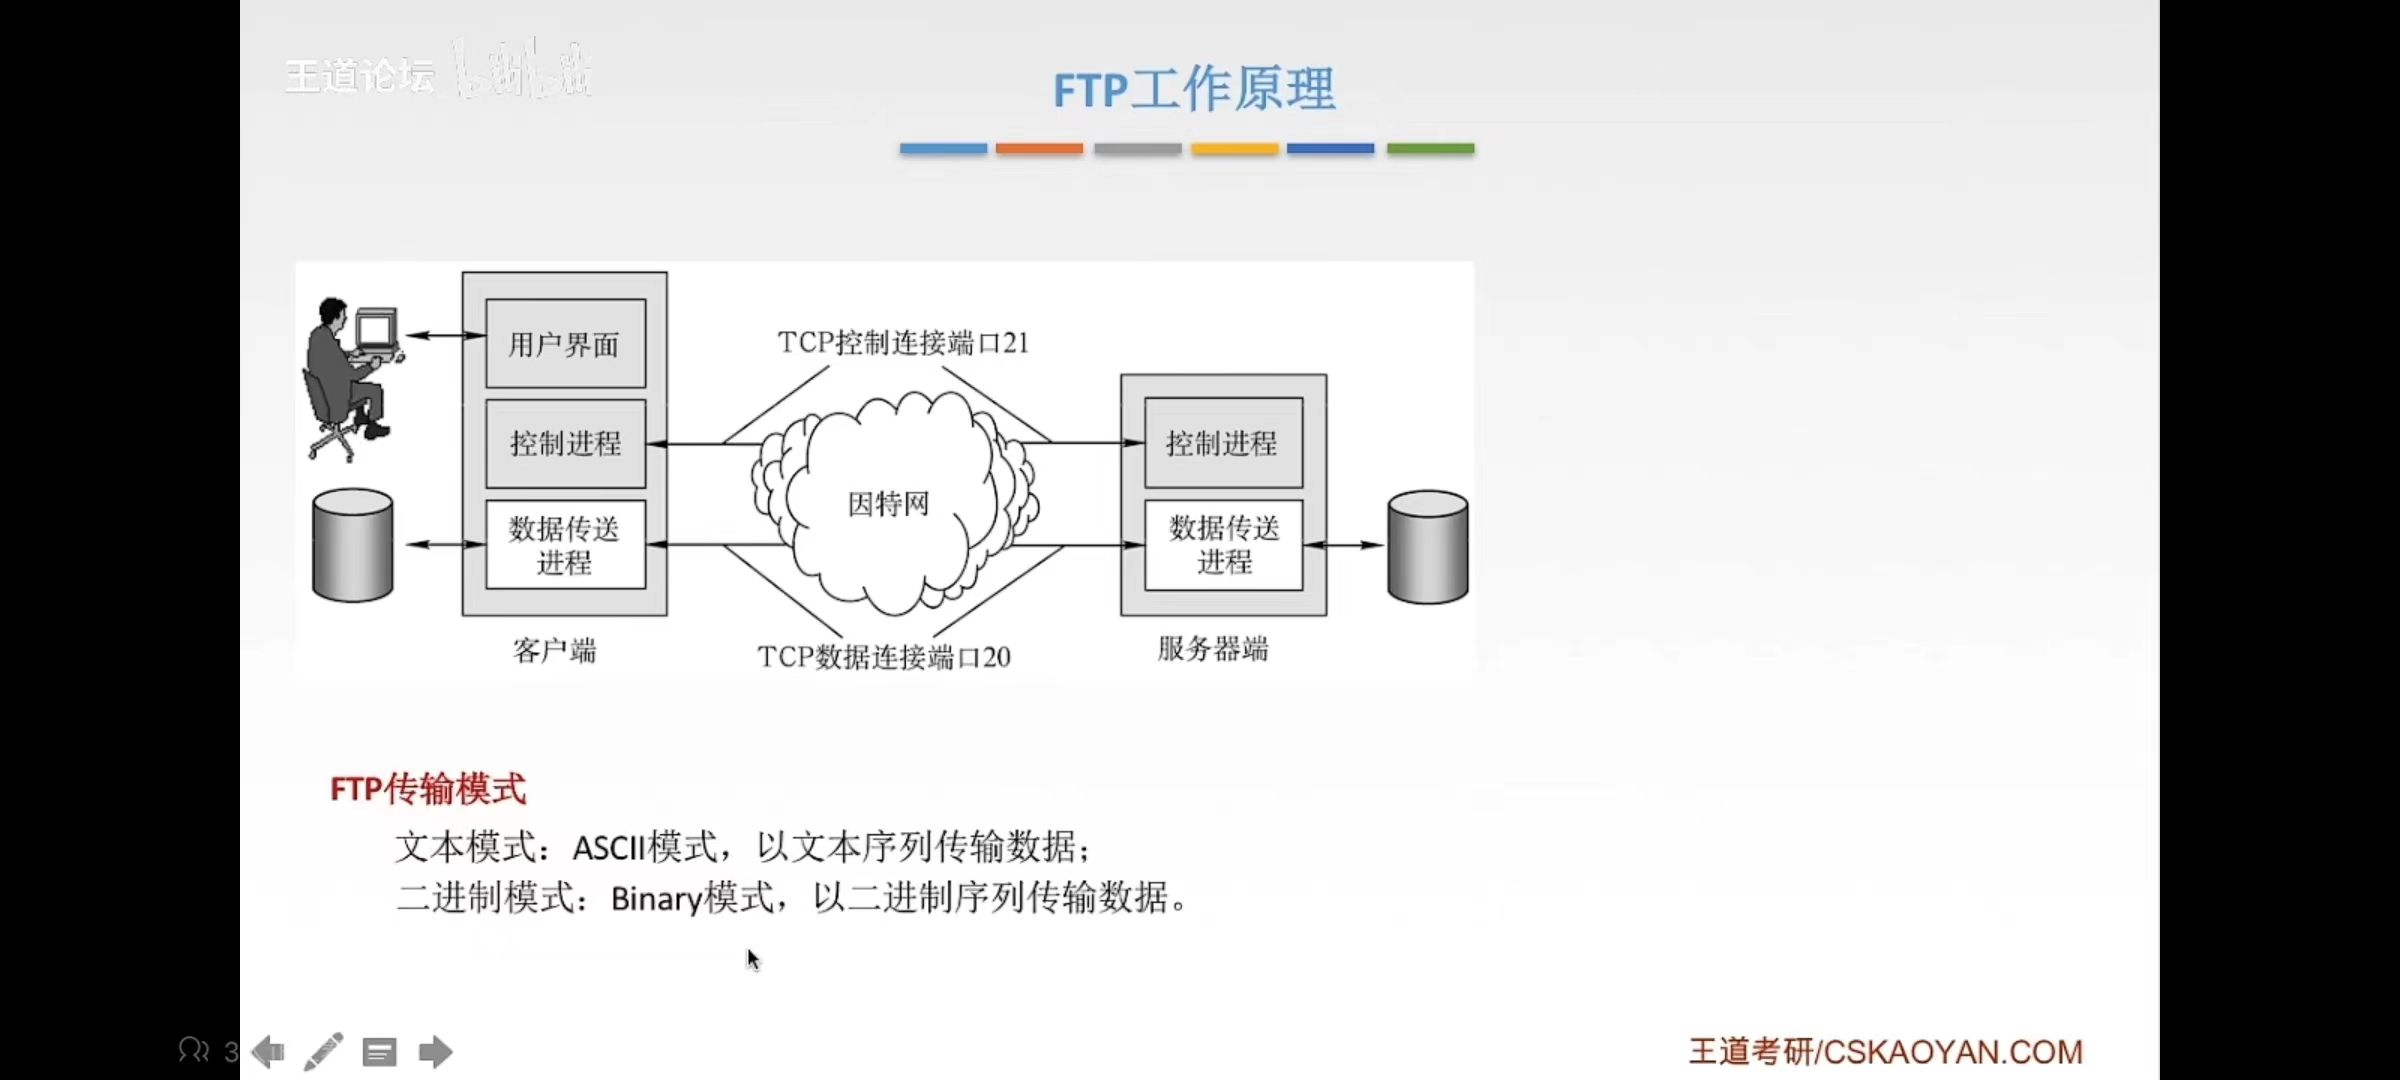 王道论坛 bilibili
FTP工作原理
用户界面
控制进程
数据传送
进程
客户端
TCP控制连接端口21
因特网
TCP数据连接端口20
控制进程
数据传送
进程
服务器端
FTP传输模式
文本模式：ASCII模式，以文本序列传输数据；
二进制模式：Binary模式，以二进制序列传输数据。
3
王道考研/CSKAOYAN.COM